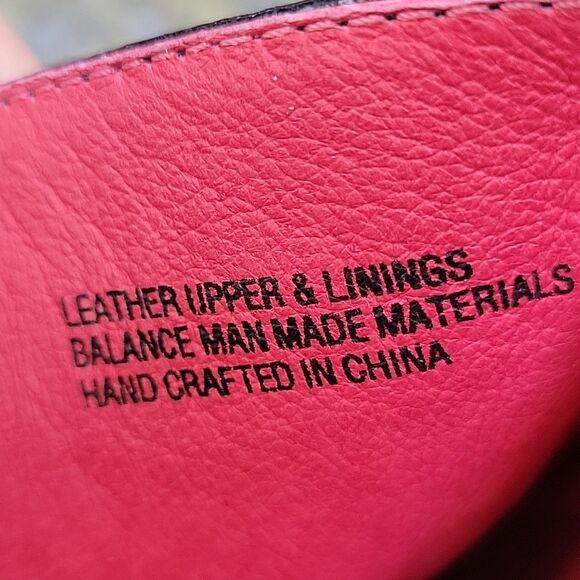 LEATHER UPPER & LININGS
BALANCE MAN MADE MATERIALS
HAND CRAFTED IN CHINA